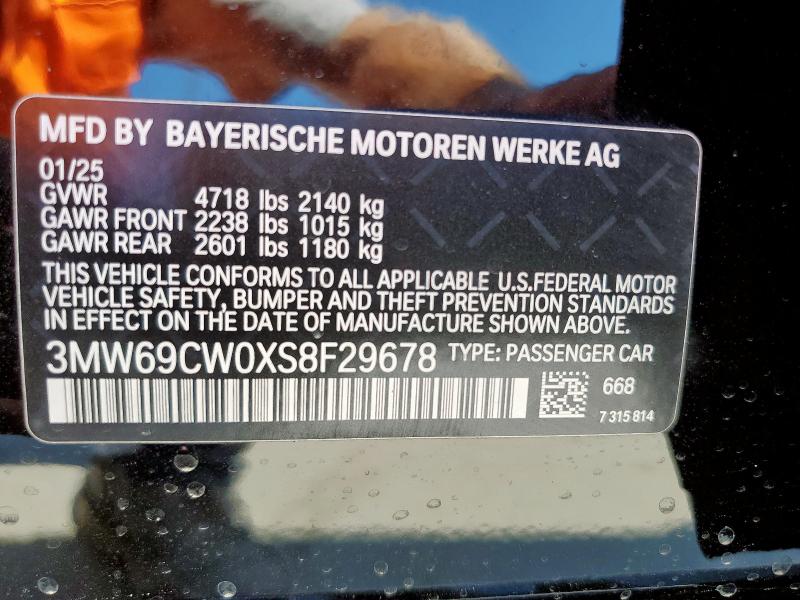 MFD BY BAYERISCHE MOTOREN WERKE AG
01/25
GVWR 4718 lbs 2140 kg
GAWR FRONT 2238 lbs 1015 kg
GAWR REAR 2601 lbs 1180 kg
THIS VEHICLE CONFORMS TO ALL APPLICABLE U.S.FEDERAL MOTOR
VEHICLE SAFETY, BUMPER AND THEFT PREVENTION STANDARDS
IN EFFECT ON THE DATE OF MANUFACTURE SHOWN ABOVE.
3MW69CW0XS8F29678 TYPE: PASSENGER CAR
668
7 315 814